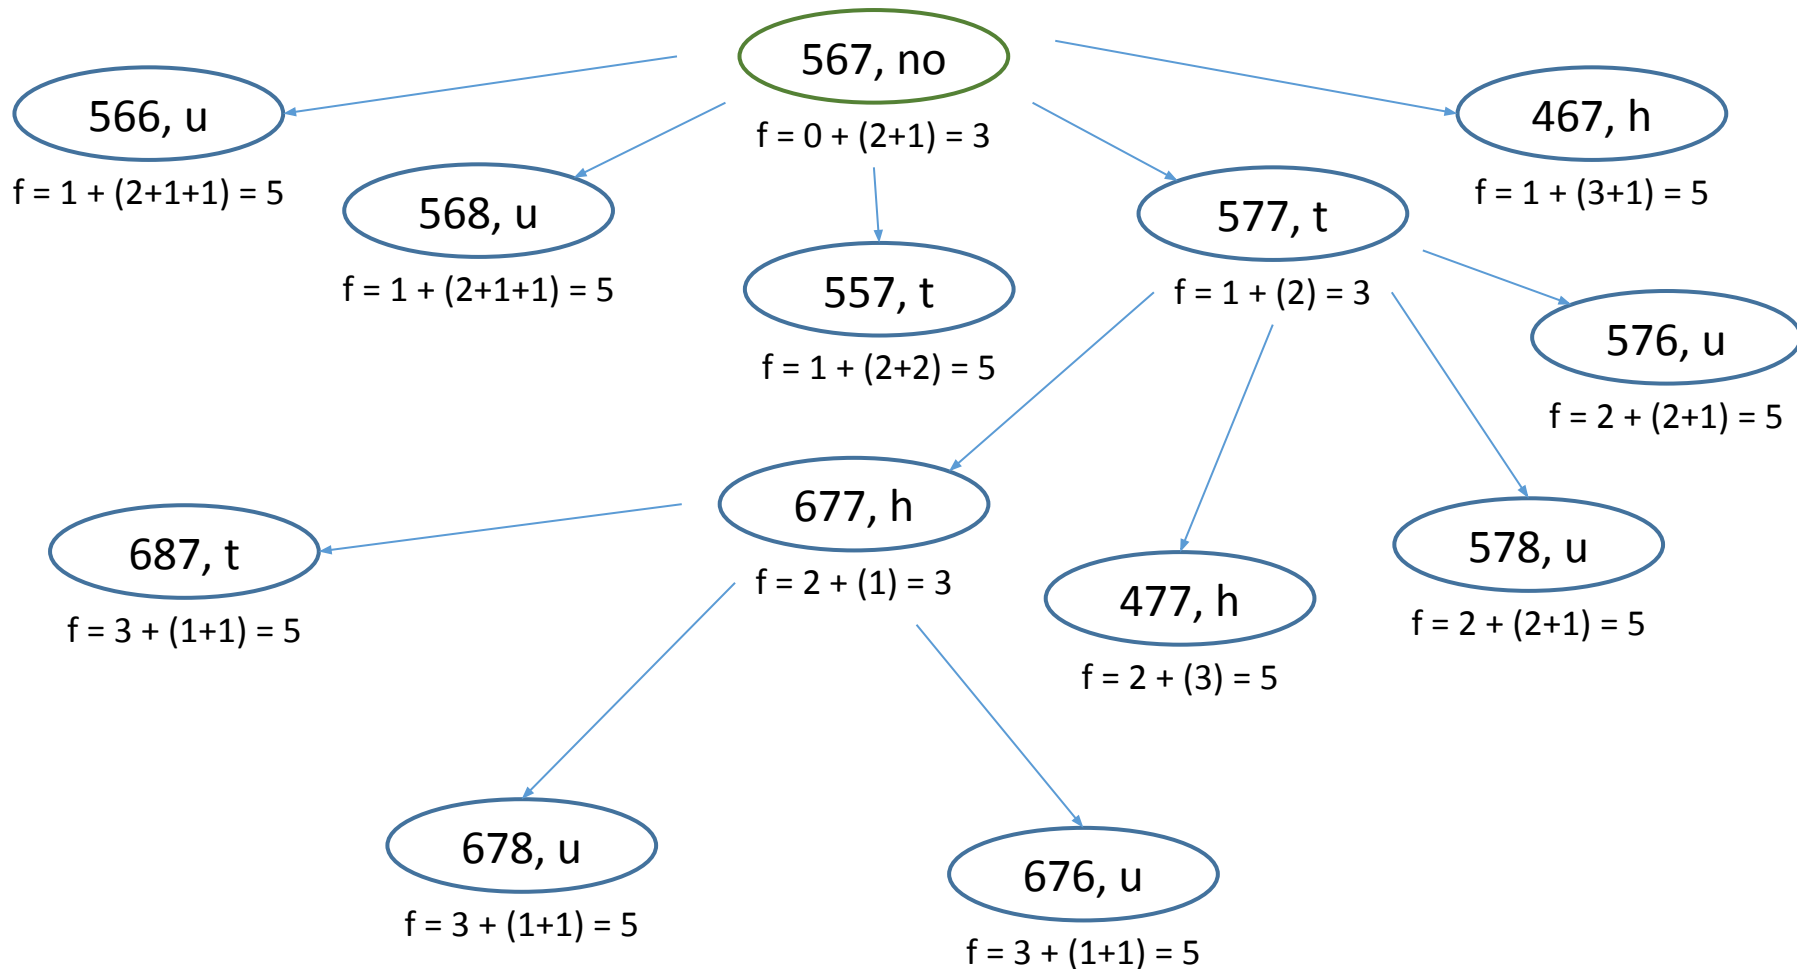 567, no
f = 0 + (2+1) = 3
566, u
f = 1 + (2+1+1) = 5
568, u
f = 1 + (2+1+1) = 5
557, t
f = 1 + (2+2) = 5
577, t
f = 1 + (2) = 3
467, h
f = 1 + (3+1) = 5
677, h
f = 2 + (1) = 3
477, h
f = 2 + (3) = 5
578, u
f = 2 + (2+1) = 5
576, u
f = 2 + (2+1) = 5
687, t
f = 3 + (1+1) = 5
678, u
f = 3 + (1+1) = 5
676, u
f = 3 + (1+1) = 5